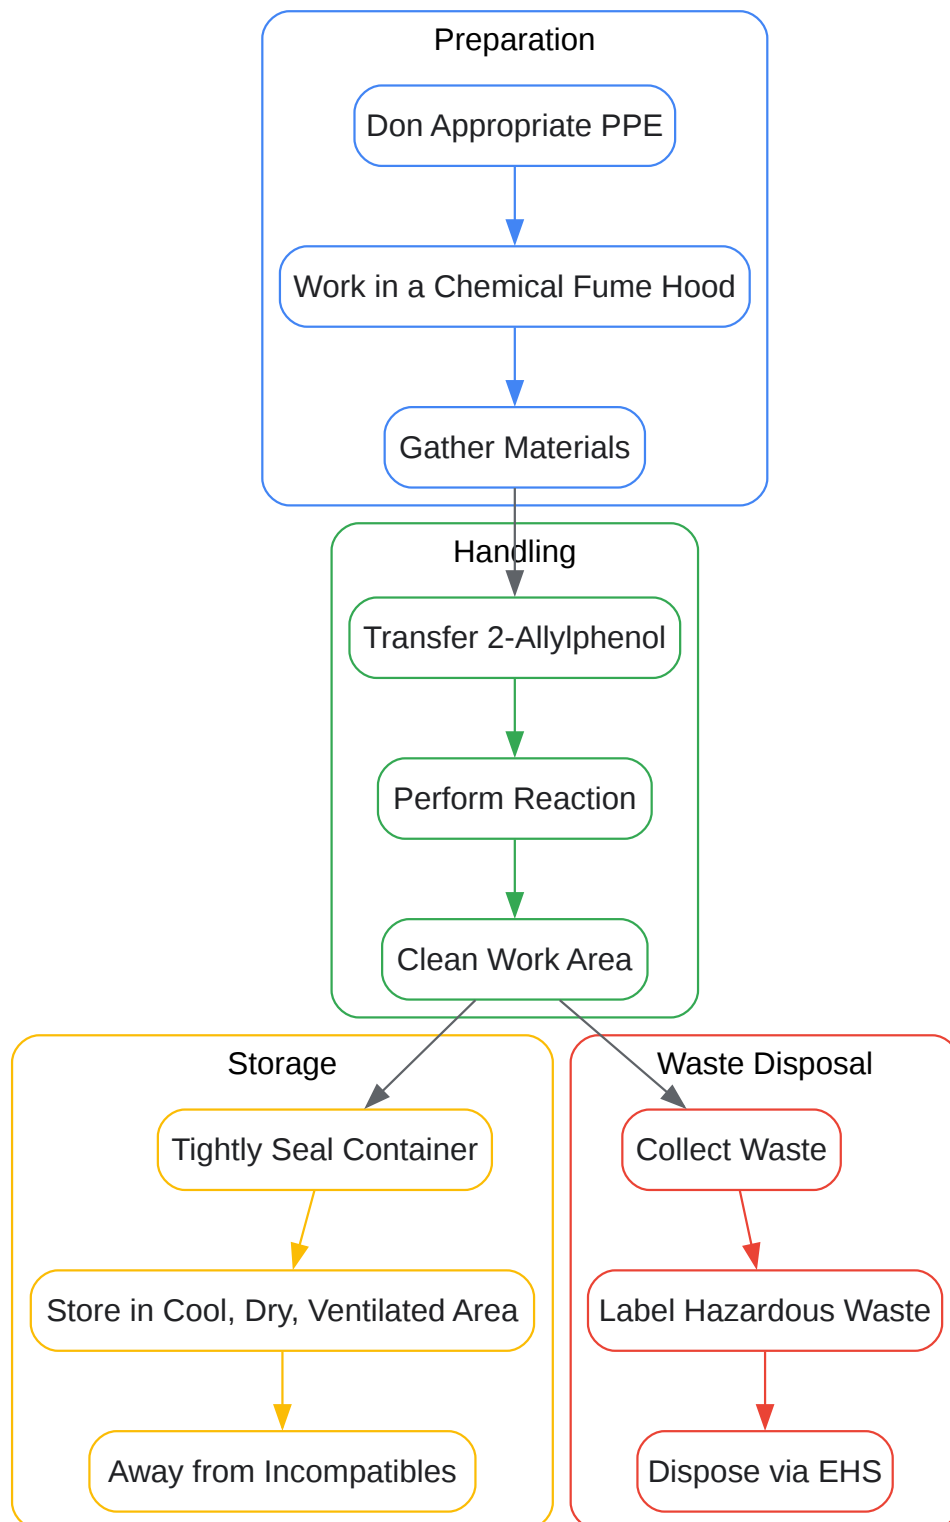 Preparation
Don Appropriate PPE
Work in a Chemical Fume Hood
Gather Materials
Handling
Transfer 2-Allylphenol
Perform Reaction
Clean Work Area
Storage
Tightly Seal Container
Store in Cool, Dry, Ventilated Area
Away from Incompatibles
Waste Disposal
Collect Waste
Label Hazardous Waste
Dispose via EHS